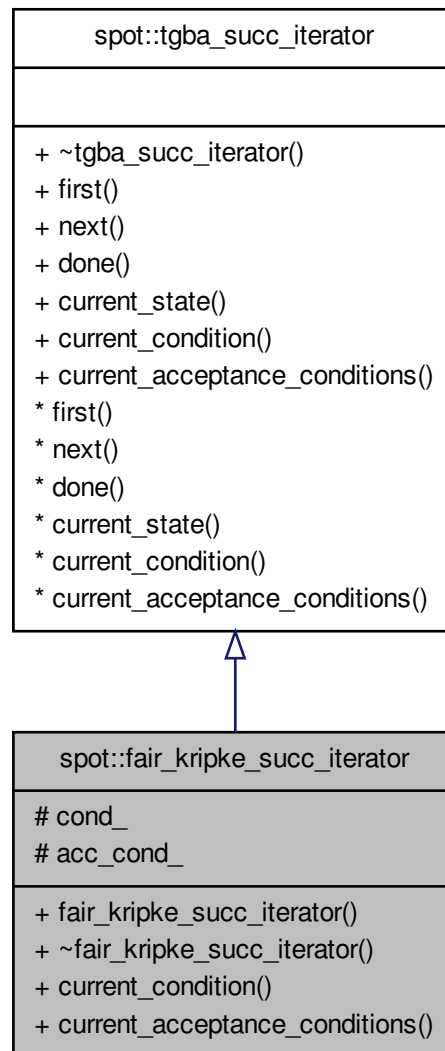 spot::tgba_succ_iterator
+ ~tgba_succ_iterator()
+ first()
+ next()
+ done()
+ current_state()
+ current_condition()
+ current_acceptance_conditions()
* first()
* next()
* done()
* current_state()
* current_condition()
* current_acceptance_conditions()
spot::fair_kripke_succ_iterator
# cond_
# acc_cond_
+ fair_kripke_succ_iterator()
+ ~fair_kripke_succ_iterator()
+ current_condition()
+ current_acceptance_conditions()